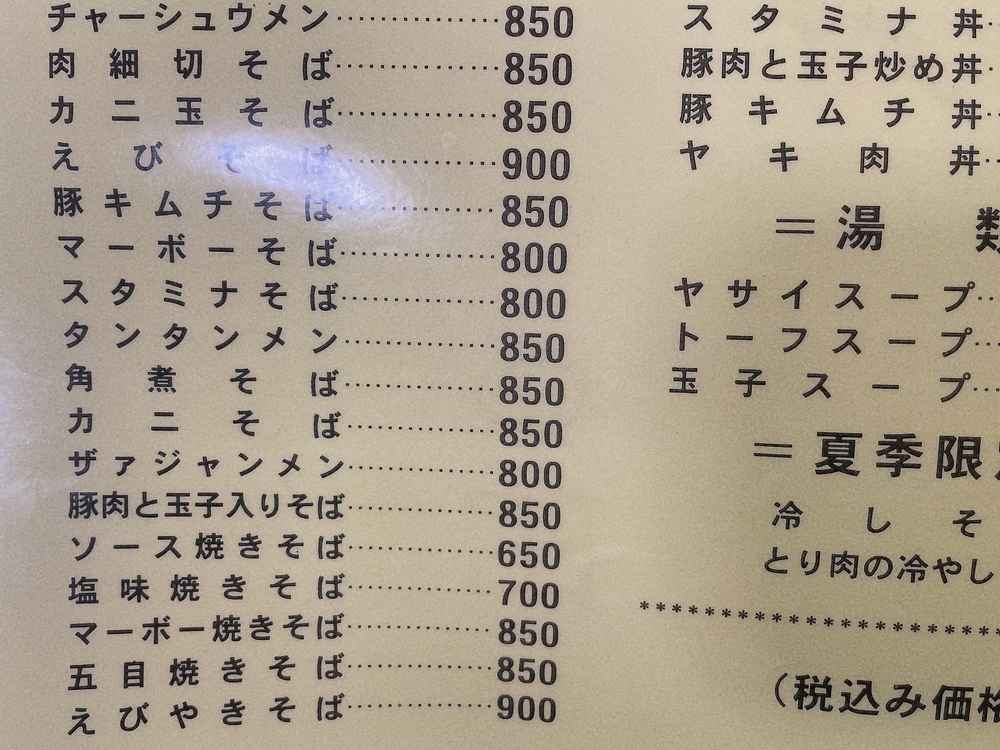 チャーシュウメン…………850
肉細切そば…………850
カニ玉そば…………850
えびそば…………900
豚キムチそば…………850
マーボーそば…………800
スタミナそば…………800
タンタンメン…………850
角煮そば…………850
カニそば…………850
ザァジャンメン…………800
豚肉と玉子入りそば…………850
ソース焼きそば…………650
塩味焼きそば…………700
マーボー焼きそば…………850
五目焼きそば…………850
えびやきそば…………900
スタミナ丼…
豚肉と玉子炒め丼…
豚キムチ丼…
ヤキ肉丼…
＝湯類
ヤサイスープ…
トーフスープ…
玉子スープ…
＝夏季限
冷しそ
とり肉の冷やし
*********************************
（税込み価格